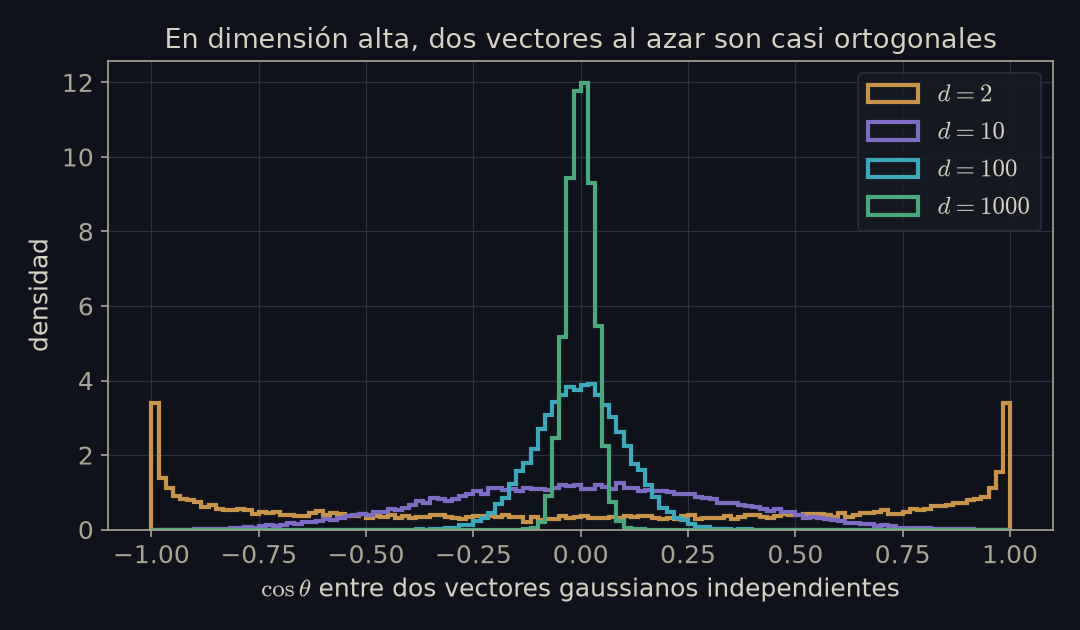 En dimensión alta, dos vectores al azar son casi ortogonales
12
10
8
6
4
2
0
densidad
d = 2
d = 10
d = 100
d = 1000
−1.00 −0.75 −0.50 −0.25 0.00 0.25 0.50 0.75 1.00
cos θ entre dos vectores gaussianos independientes